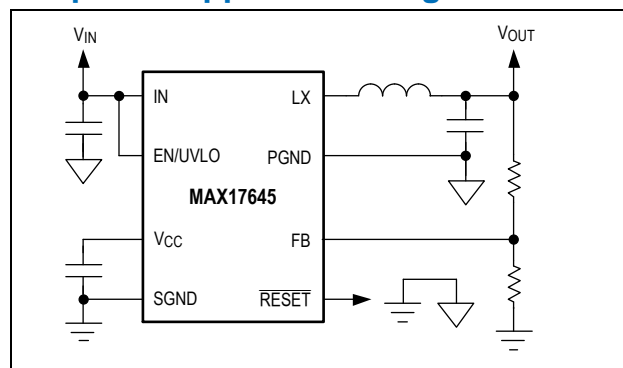 VIN
VOUT
IN
LX
EN/UVLO
PGND
MAX17645
VCC
FB
SGND
RESET